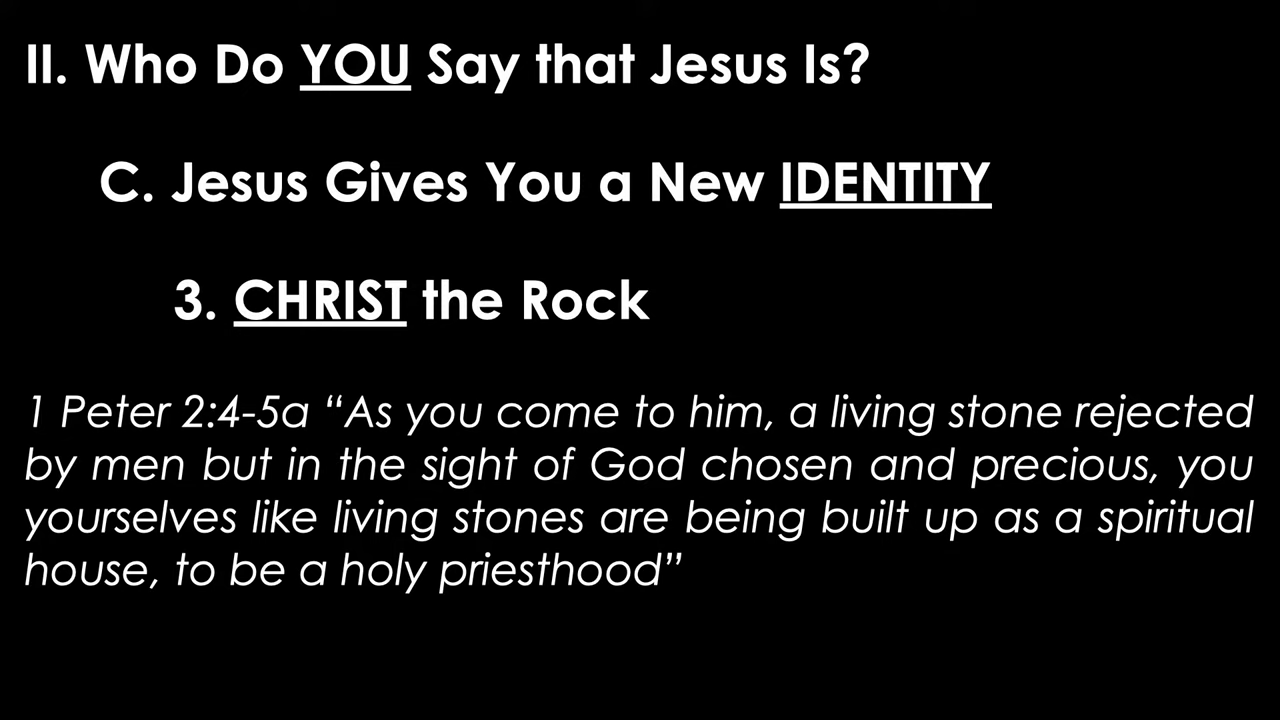 II. Who Do YOU Say that Jesus Is?
C. Jesus Gives You a New IDENTITY
3. CHRIST the Rock
1 Peter 2:4-5a “As you come to him, a living stone rejected
by men but in the sight of God chosen and precious, you
yourselves like living stones are being built up as a spiritual
house, to be a holy priesthood”